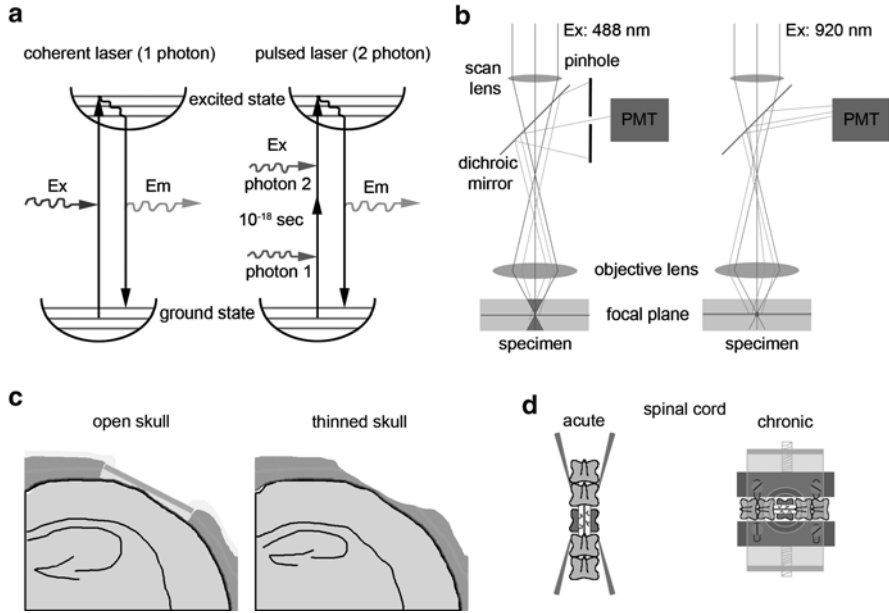 a
coherent laser (1 photon)
pulsed laser (2 photon)
excited state
Ex
Em
Ex
photon 2
Em
10⁻¹⁸ sec
photon 1
ground state
b
Ex: 488 nm
Ex: 920 nm
scan
lens
pinhole
PMT
PMT
dichroic
mirror
objective lens
focal plane
specimen
specimen
c
open skull
thinned skull
d
spinal cord
acute
chronic